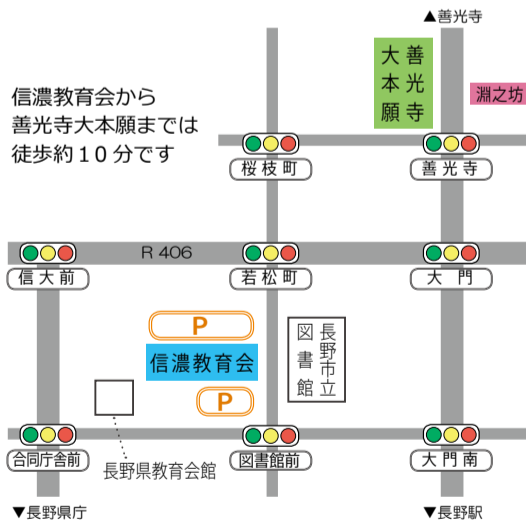 ▲善光寺
信濃教育会から
善光寺大本願までは
徒歩約10分です
善光寺
大本願
淵之坊
桜枝町
善光寺
R 406
信大前
若松町
大門
P
信濃教育会
P
長野市立
図書館
長野県教育会館
合同庁舎前
図書館前
大門南
▼長野県庁
▼長野駅